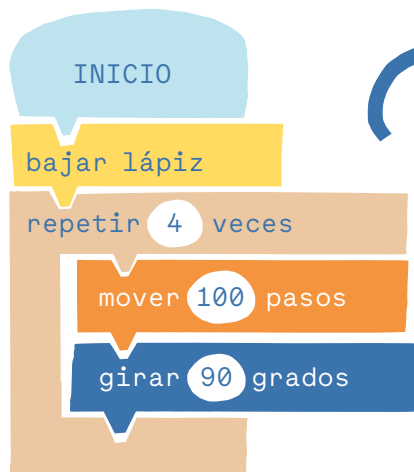 INICIO
bajar lápiz
repetir 4 veces
mover 100 pasos
girar 90 grados